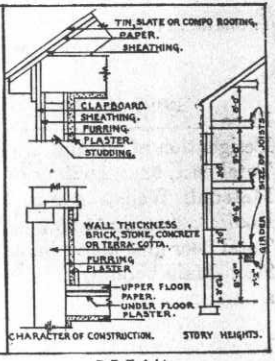 TIN, SLATE OR COMPO ROOFING.
PAPER.
SHEATHING.
CLAPBOARD.
SHEATHING.
FURRING
PLASTER.
STUDDING.
WALL THICKNESS
BRICK, STONE, CONCRETE
OR TERRA-COTTA.
FURRING
PLASTER
UPPER FLOOR
PAPER.
UNDER FLOOR
PLASTER.
CHARACTER OF CONSTRUCTION.
SIZE OF JOISTS
GIRDER
STORY HEIGHTS.